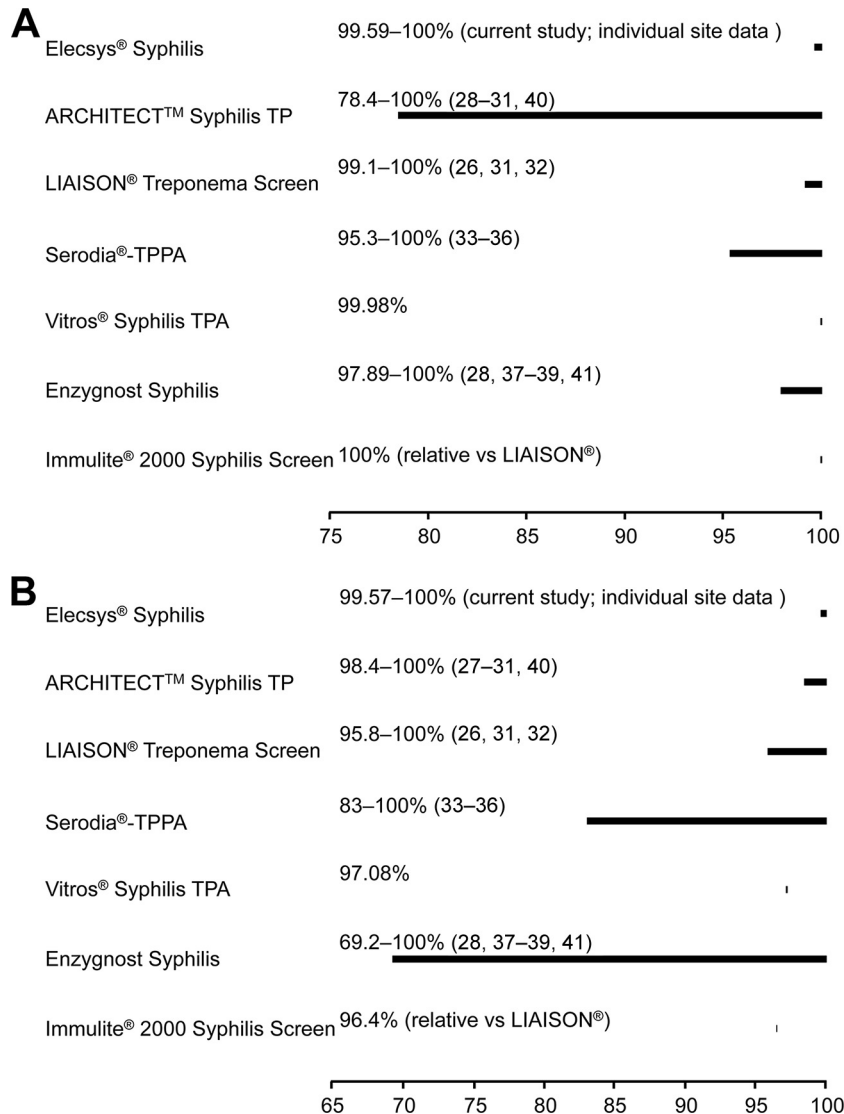 A
99.59–100% (current study; individual site data )
Elecsys® Syphilis
78.4–100% (28–31, 40)
ARCHITECT™ Syphilis TP
99.1–100% (26, 31, 32)
LIAISON® Treponema Screen
95.3–100% (33–36)
Serodia®-TPPA
99.98%
Vitros® Syphilis TPA
97.89–100% (28, 37–39, 41)
Enzygnost Syphilis
Immulite® 2000 Syphilis Screen 100% (relative vs LIAISON®)
75 80 85 90 95 100
B
99.57–100% (current study; individual site data )
Elecsys® Syphilis
98.4–100% (27–31, 40)
ARCHITECT™ Syphilis TP
95.8–100% (26, 31, 32)
LIAISON® Treponema Screen
83–100% (33–36)
Serodia®-TPPA
97.08%
Vitros® Syphilis TPA
69.2–100% (28, 37–39, 41)
Enzygnost Syphilis
Immulite® 2000 Syphilis Screen 96.4% (relative vs LIAISON®)
65 70 75 80 85 90 95 100